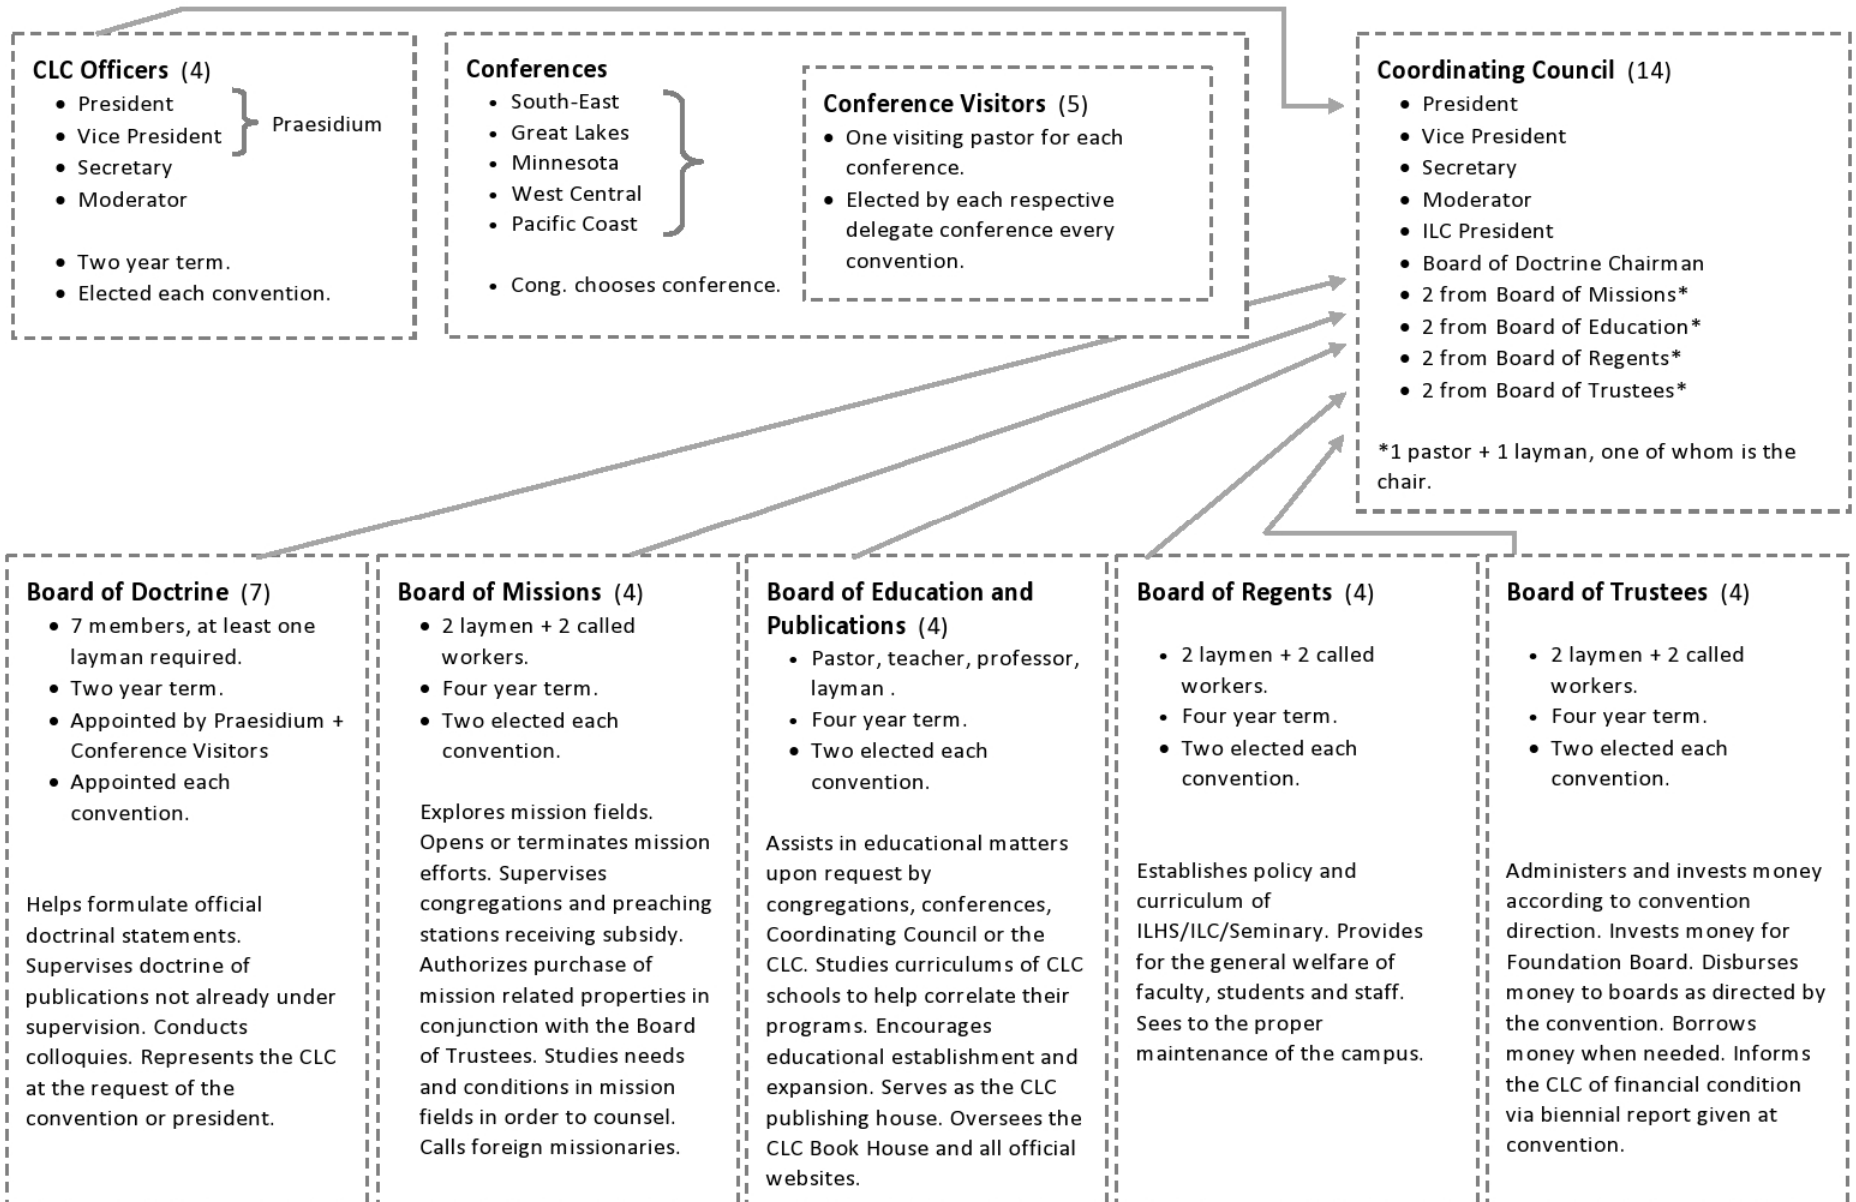 CLC Officers (4)
• President
• Vice President
Praesidium
• Secretary
• Moderator
• Two year term.
• Elected each convention.
Conferences
• South-East
• Great Lakes
• Minnesota
• West Central
• Pacific Coast
• Cong. chooses conference.
Conference Visitors (5)
• One visiting pastor for each
conference.
• Elected by each respective
delegate conference every
convention.
Coordinating Council (14)
• President
• Vice President
• Secretary
• Moderator
• ILC President
• Board of Doctrine Chairman
• 2 from Board of Missions*
• 2 from Board of Education*
• 2 from Board of Regents*
• 2 from Board of Trustees*
*1 pastor + 1 layman, one of whom is the
chair.
Board of Doctrine (7)
• 7 members, at least one
layman required.
• Two year term.
• Appointed by Praesidium +
Conference Visitors
• Appointed each
convention.
Helps formulate official
doctrinal statements.
Supervises doctrine of
publications not already under
supervision. Conducts
colloquies. Represents the CLC
at the request of the
convention or president.
Board of Missions (4)
• 2 laymen + 2 called
workers.
• Four year term.
• Two elected each
convention.
Explores mission fields.
Opens or terminates mission
efforts. Supervises
congregations and preaching
stations receiving subsidy.
Authorizes purchase of
mission related properties in
conjunction with the Board
of Trustees. Studies needs
and conditions in mission
fields in order to counsel.
Calls foreign missionaries.
Board of Education and
Publications (4)
• Pastor, teacher, professor,
layman .
• Four year term.
• Two elected each
convention.
Assists in educational matters
upon request by
congregations, conferences,
Coordinating Council or the
CLC. Studies curriculums of CLC
schools to help correlate their
programs. Encourages
educational establishment and
expansion. Serves as the CLC
publishing house. Oversees the
CLC Book House and all official
websites.
Board of Regents (4)
• 2 laymen + 2 called
workers.
• Four year term.
• Two elected each
convention.
Establishes policy and
curriculum of
ILHS/ILC/Seminary. Provides
for the general welfare of
faculty, students and staff.
Sees to the proper
maintenance of the campus.
Board of Trustees (4)
• 2 laymen + 2 called
workers.
• Four year term.
• Two elected each
convention.
Administers and invests money
according to convention
direction. Invests money for
Foundation Board. Disburses
money to boards as directed by
the convention. Borrows
money when needed. Informs
the CLC of financial condition
via biennial report given at
convention.